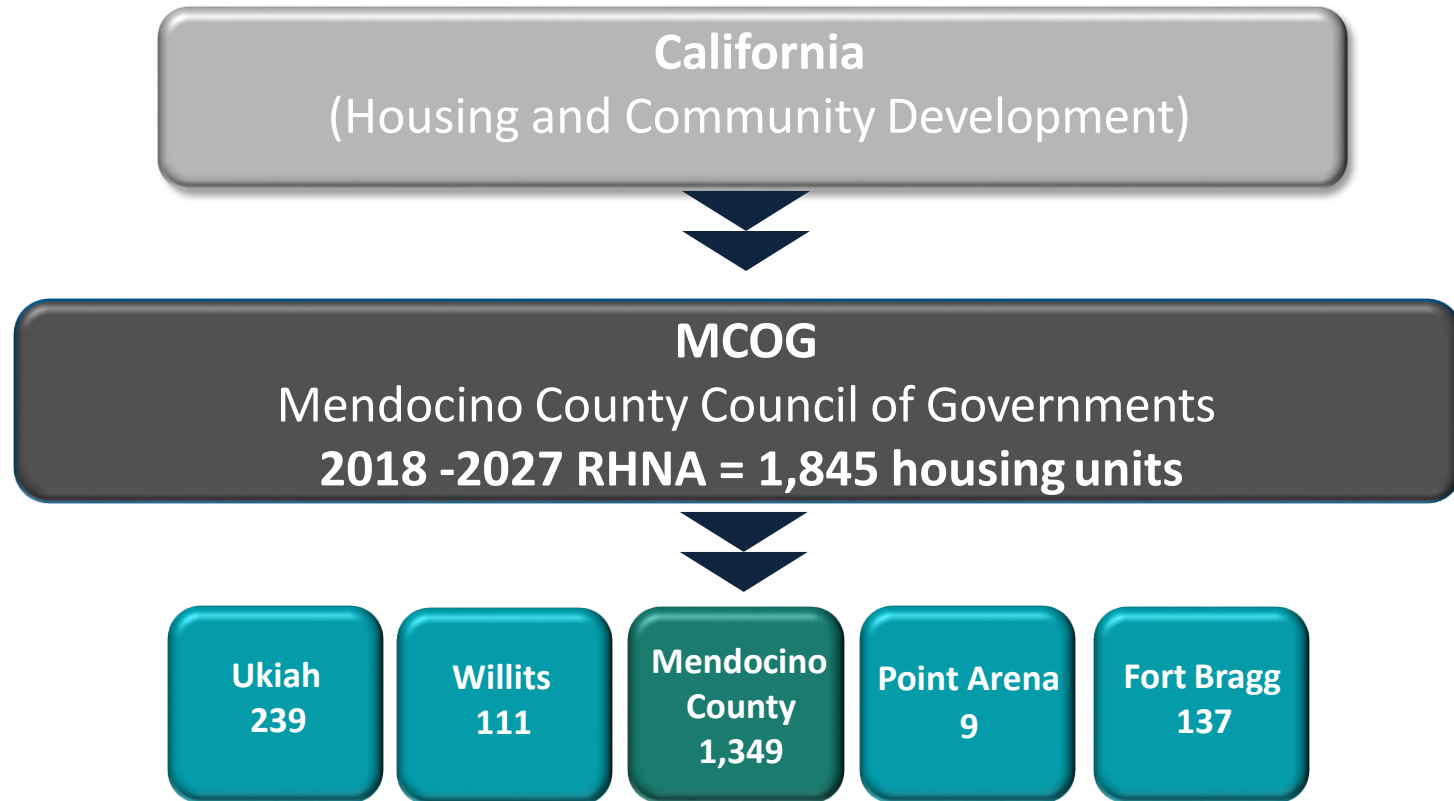 California
(Housing and Community Development)
MCOG
Mendocino County Council of Governments
2018 -2027 RHNA = 1,845 housing units
Ukiah
239
Willits
111
Mendocino
County
1,349
Point Arena
9
Fort Bragg
137